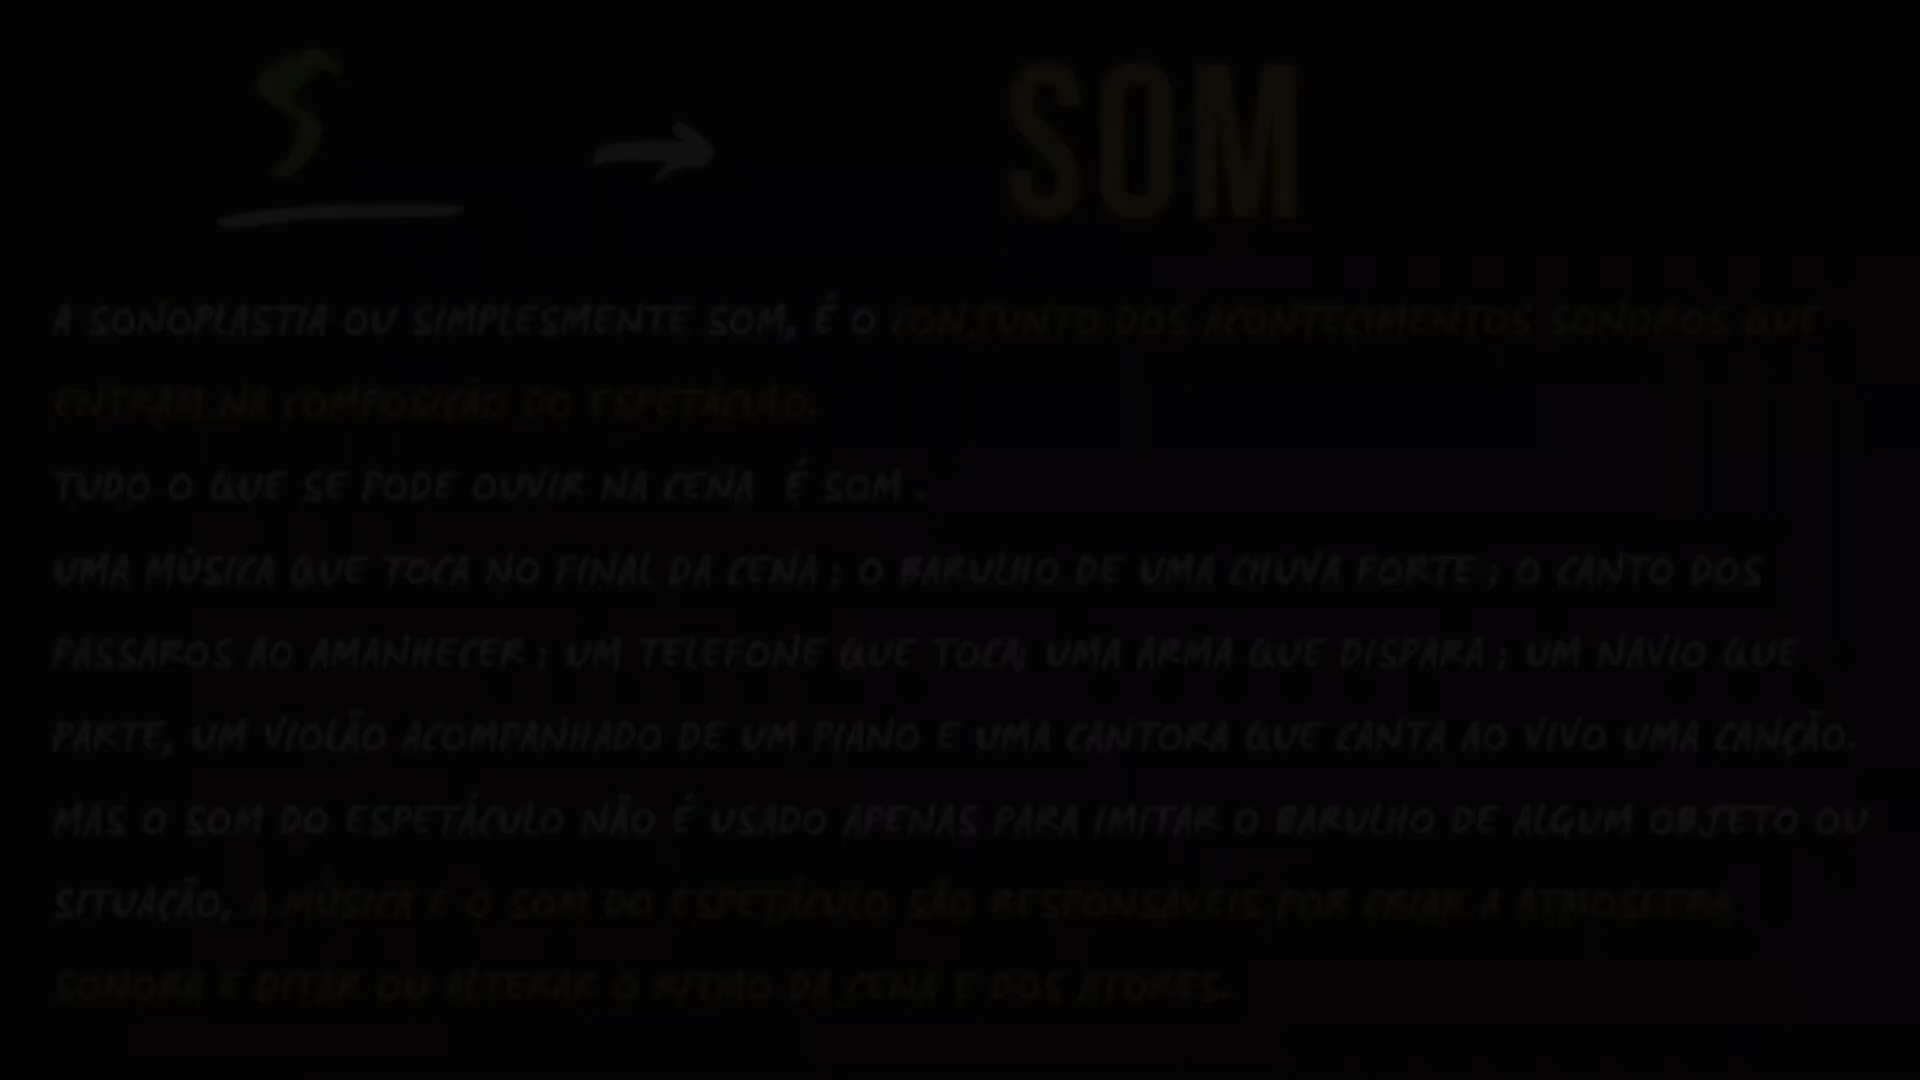 S → SOM
A SONOPLASTIA OU SIMPLESMENTE SOM, É O CONJUNTO DOS ACONTECIMENTOS SONOROS QUE
ENTRAM NA COMPOSIÇÃO DO ESPETÁCULO.
TUDO O QUE SE PODE OUVIR NA CENA É SOM.
UMA MÚSICA QUE TOCA NO FINAL DA CENA; O BARULHO DE UMA CHUVA FORTE; O CANTO DOS
PASSAROS AO AMANHECER; UM TELEFONE QUE TOCA; UMA ARMA QUE DISPARA; UM NAVIO QUE
PARTE, UM VIOLÃO ACOMPANHADO DE UM PIANO E UMA CANTORA QUE CANTA AO VIVO UMA CANÇÃO.
MAS O SOM DO ESPETÁCULO NÃO É USADO APENAS PARA IMITAR O BARULHO DE ALGUM OBJETO OU
SITUAÇÃO, A MÚSICA E O SOM DO ESPETÁCULO SÃO RESPONSAVEIS POR CRIAR A ATMOSFERA
SONORA E DITAR OU ALTERAR O RITMO DA CENA E DOS ATORES.